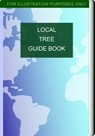 FOR ILLUSTRATION PURPOSES ONLY
LOCAL
TREE
GUIDE BOOK